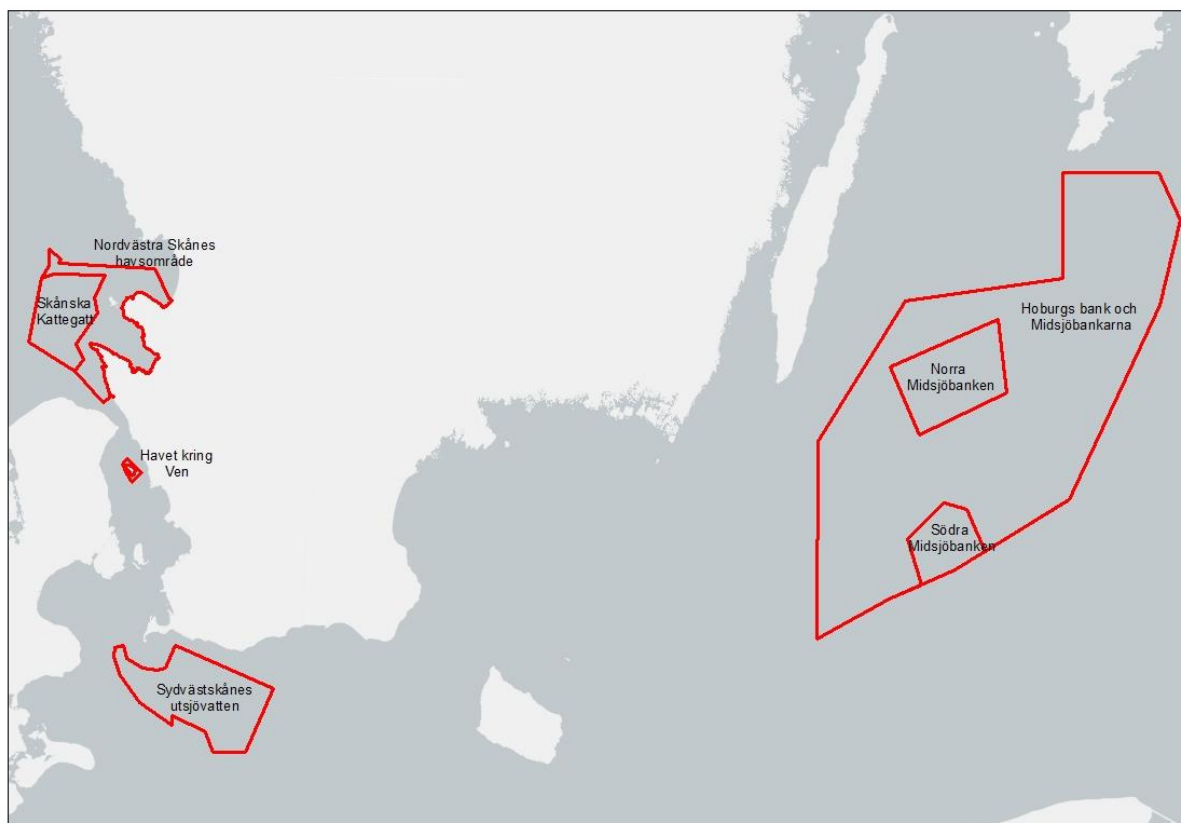 Nordvästra Skånes
havsområde
Skånska
Kattegatt
Hoburgs bank och
Midsjöbankarna
Norra
Midsjöbanken
Havet kring
Ven
Södra
Midsjöbanken
Sydvästskånes
utsjövatten